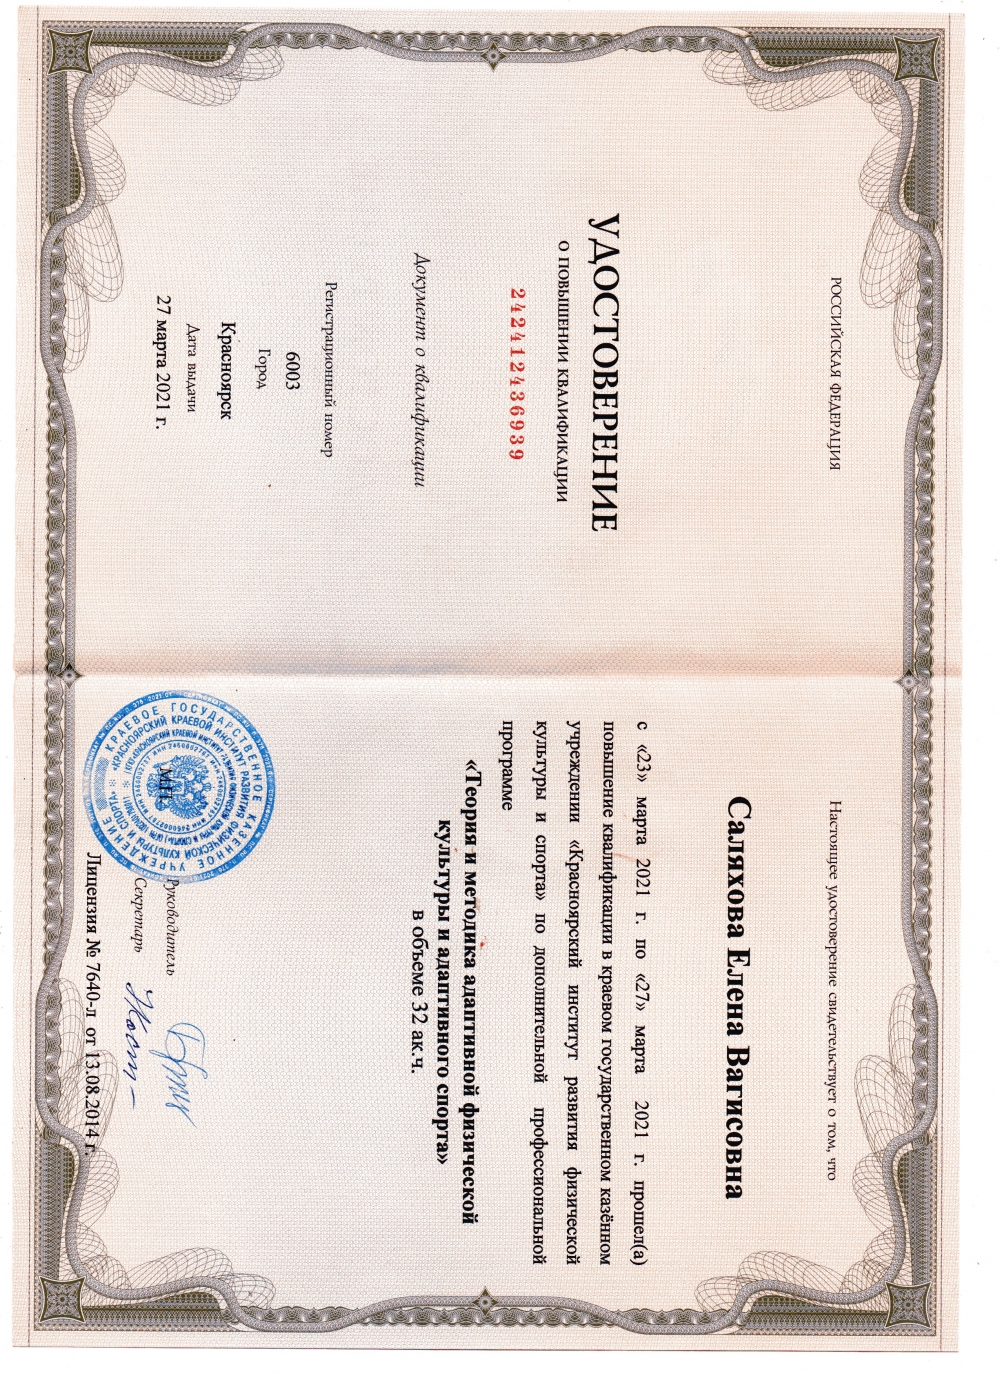 РОССИЙСКАЯ ФЕДЕРАЦИЯ
УДОСТОВЕРЕНИЕ
О ПОВЫШЕНИИ КВАЛИФИКАЦИИ
242412436939
Документ о квалификации
Регистрационный номер
6003
Город
Красноярск
Дата выдачи
27 марта 2021 г.
Настоящее удостоверение свидетельствует о том, что
Саляхова Елена Вагисовна
с «23» марта 2021 г. по «27» марта 2021 г. прошел(а)
повышение квалификации в краевом государственном казённом
учреждении «Красноярский институт развития физической
культуры и спорта» по дополнительной профессиональной
программе
«Теория и методика адаптивной физической
культуры и адаптивного спорта»
в объеме 32 ак.ч.
КРАЕВОЕ ГОСУДАРСТВЕННОЕ КАЗЕННОЕ УЧРЕЖДЕНИЕ
«КРАСНОЯРСКИЙ КРАЕВОЙ ИНСТИТУТ РАЗВИТИЯ ФИЗИЧЕСКОЙ КУЛЬТУРЫ И СПОРТА»
М.П.
Руководитель
Секретарь
Лицензия № 7640-л от 13.08.2014 г.